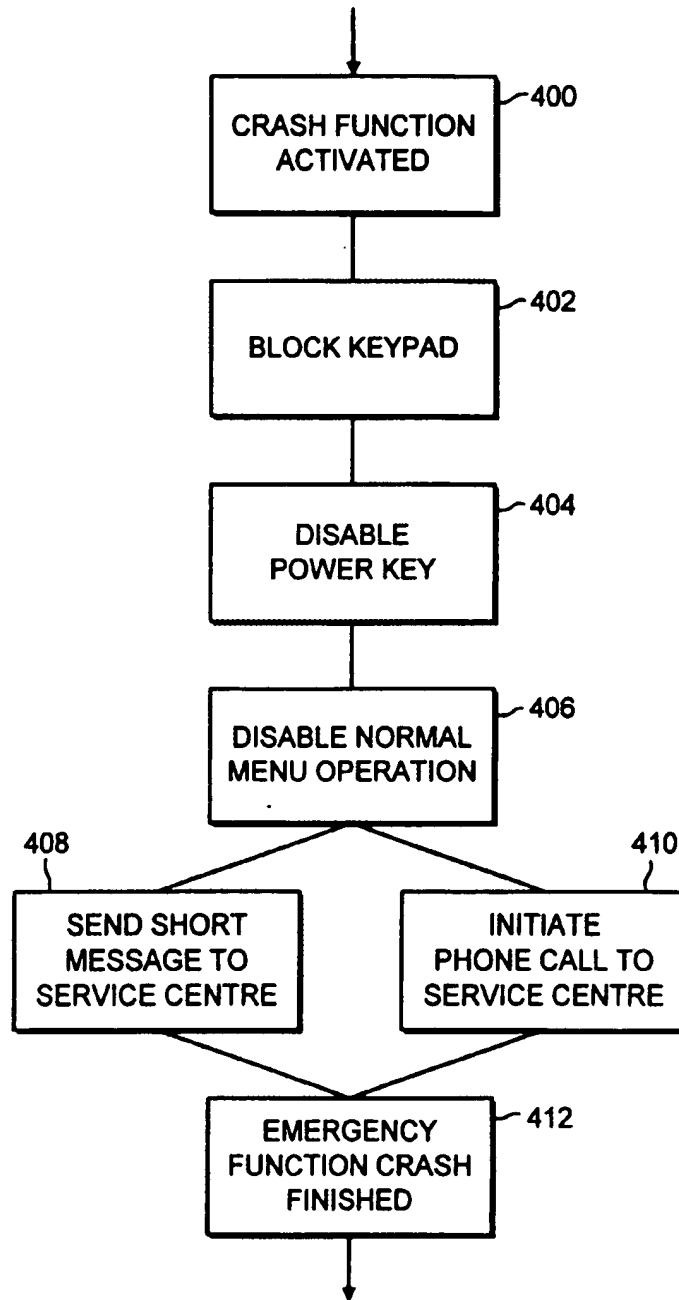 400
CRASH FUNCTION
ACTIVATED
402
BLOCK KEYPAD
404
DISABLE
POWER KEY
406
DISABLE NORMAL
MENU OPERATION
408
SEND SHORT
MESSAGE TO
SERVICE CENTRE
410
INITIATE
PHONE CALL TO
SERVICE CENTRE
412
EMERGENCY
FUNCTION CRASH
FINISHED